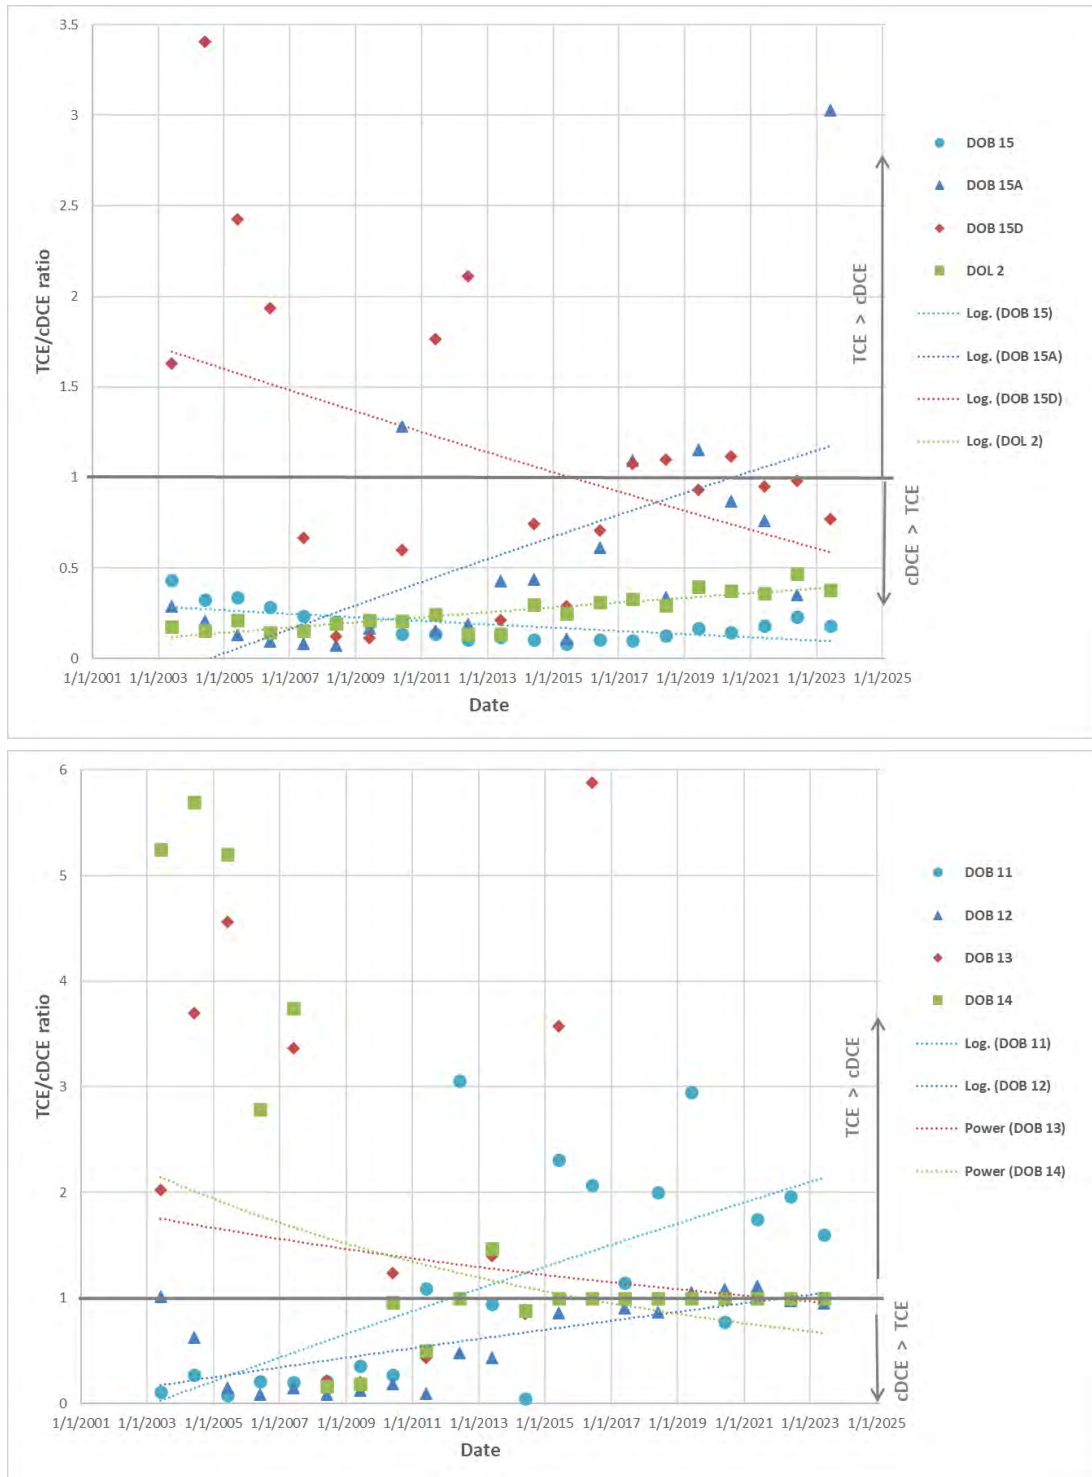 3.5
3
2.5
2
1.5
1
0.5
0
TCE/cDCE ratio
1/1/2001 1/1/2003 1/1/2005 1/1/2007 1/1/2009 1/1/2011 1/1/2013 1/1/2015 1/1/2017 1/1/2019 1/1/2021 1/1/2023 1/1/2025
Date
TCE > cDCE
cDCE > TCE
DOB 15
DOB 15A
DOB 15D
DOL 2
Log. (DOB 15)
Log. (DOB 15A)
Log. (DOB 15D)
Log. (DOL 2)
6
5
4
3
2
1
0
TCE/cDCE ratio
1/1/2001 1/1/2003 1/1/2005 1/1/2007 1/1/2009 1/1/2011 1/1/2013 1/1/2015 1/1/2017 1/1/2019 1/1/2021 1/1/2023 1/1/2025
Date
TCE > cDCE
cDCE > TCE
DOB 11
DOB 12
DOB 13
DOB 14
Log. (DOB 11)
Log. (DOB 12)
Power (DOB 13)
Power (DOB 14)